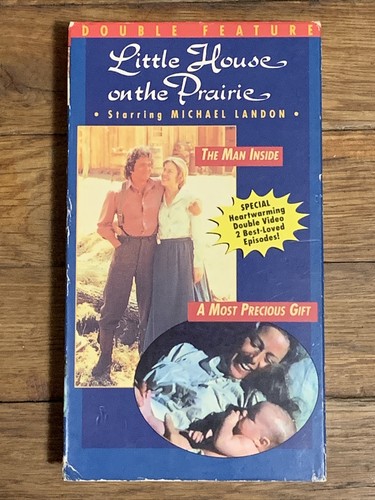 DOUBLE FEATURE
Little House
on the Prairie
• Starring MICHAEL LANDON •
THE MAN INSIDE
SPECIAL
Heartwarming
Double Video
2 Best-Loved
Episodes!
A MOST PRECIOUS GIFT